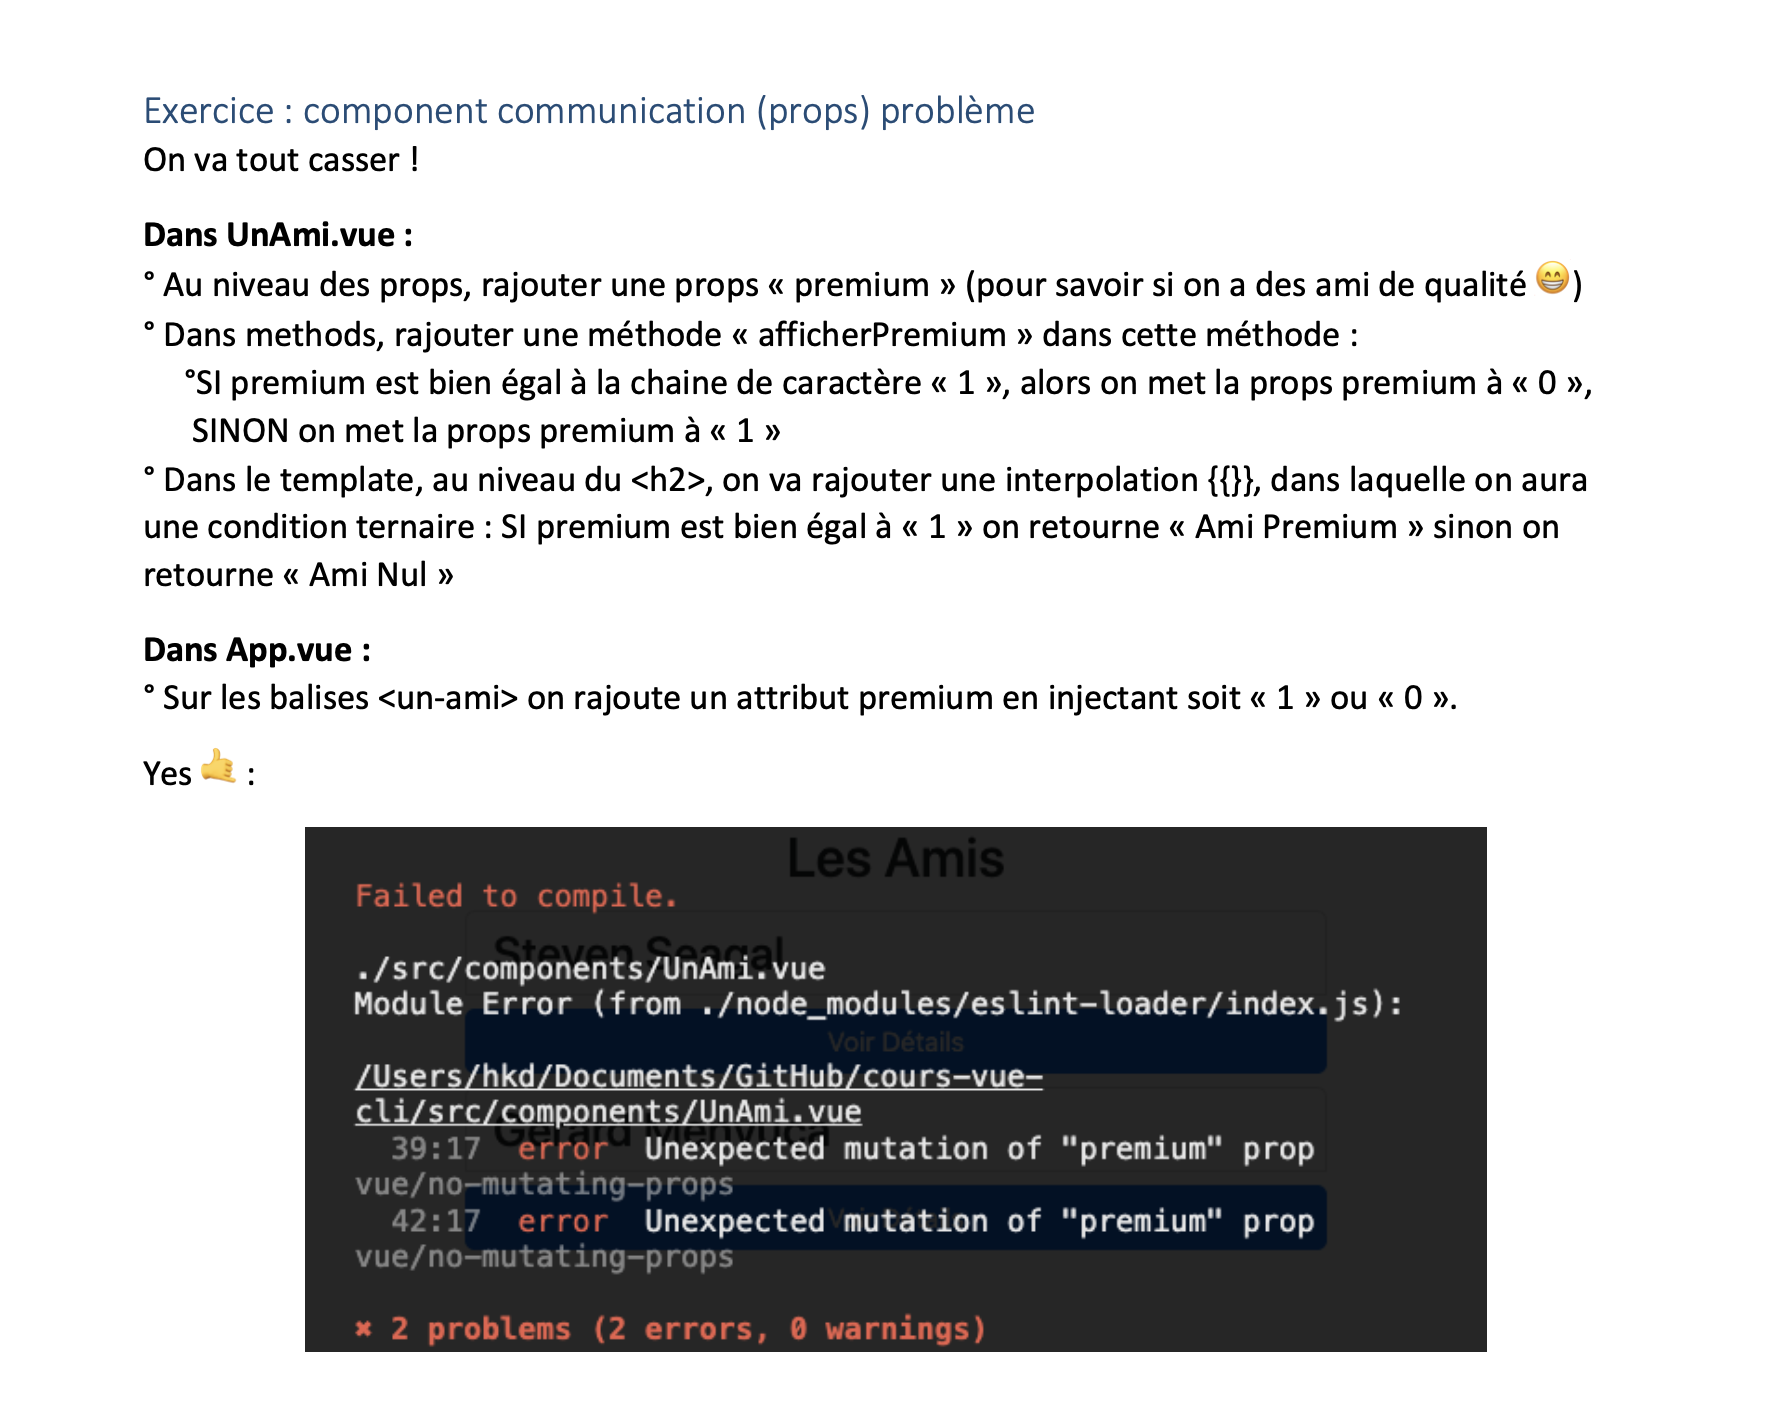 Exercice : component communication (props) problème
On va tout casser !
Dans UnAmi.vue :
° Au niveau des props, rajouter une props « premium » (pour savoir si on a des ami de qualité 😁)
° Dans methods, rajouter une méthode « afficherPremium » dans cette méthode :
°SI premium est bien égal à la chaine de caractère « 1 », alors on met la props premium à « 0 »,
SINON on met la props premium à « 1 »
° Dans le template, au niveau du <h2>, on va rajouter une interpolation {{}}, dans laquelle on aura
une condition ternaire : SI premium est bien égal à « 1 » on retourne « Ami Premium » sinon on
retourne « Ami Nul »
Dans App.vue :
° Sur les balises <un-ami> on rajoute un attribut premium en injectant soit « 1 » ou « 0 ».
Yes 🤙 :
Les Amis
Failed to compile.
Steven Seagal
./src/components/UnAmi.vue
Module Error (from ./node_modules/eslint-loader/index.js):
Voir Détails
/Users/hkd/Documents/GitHub/cours-vue-
cli/src/components/UnAmi.vue
39:17 error Unexpected mutation of "premium" prop
vue/no-mutating-props
42:17 error Unexpected mutation of "premium" prop
vue/no-mutating-props
✖ 2 problems (2 errors, 0 warnings)